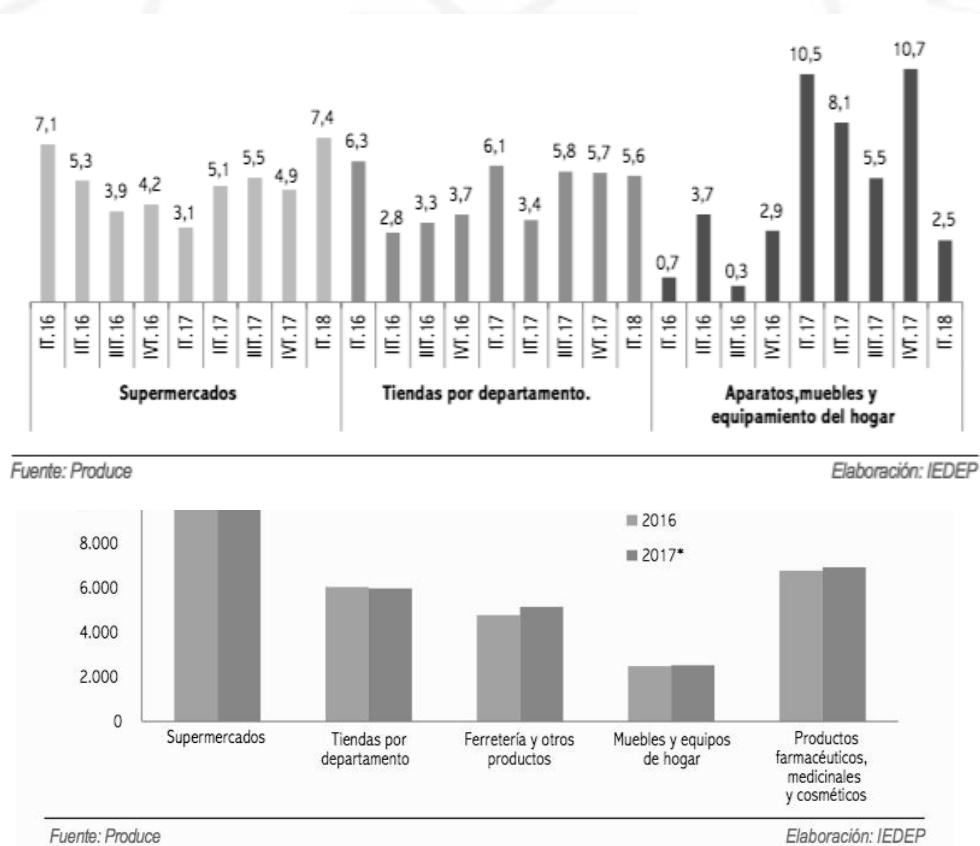 7,1
5,3
3,9
4,2
3,1
5,1
5,5
4,9
7,4
6,3
2,8
3,3
3,7
6,1
3,4
5,8
5,7
5,6
0,7
3,7
0,3
2,9
10,5
8,1
5,5
10,7
2,5
IT.16
IIT.16
IIIT.16
IVT.16
IT.17
IIT.17
IIIT.17
IVT.17
IT.18
IT.16
IIT.16
IIIT.16
IVT.16
IT.17
IIT.17
IIIT.17
IVT.17
IT.18
IT.16
IIT.16
IIIT.16
IVT.16
IT.17
IIT.17
IIIT.17
IVT.17
IT.18
Supermercados
Tiendas por departamento.
Aparatos,muebles y
equipamiento del hogar
Fuente: Produce
Elaboración: IEDEP
2016
2017*
8.000
6.000
4.000
2.000
0
Supermercados
Tiendas por
departamento
Ferretería y otros
productos
Muebles y equipos
de hogar
Productos
farmacéuticos,
medicinales
y cosméticos
Fuente: Produce
Elaboración: IEDEP